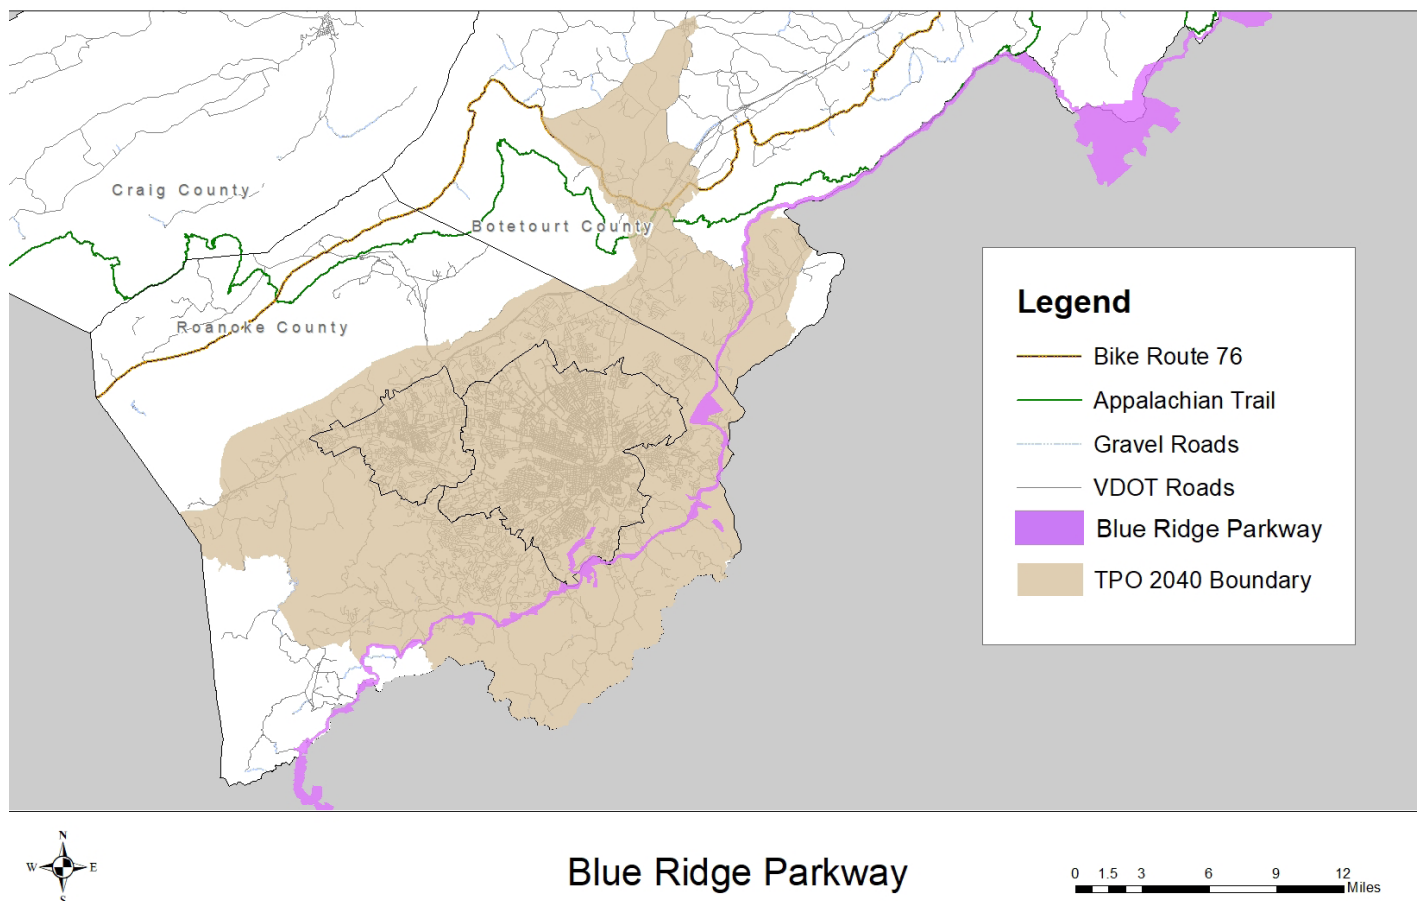 Craig County
Botetourt County
Roanoke County
Legend
Bike Route 76
Appalachian Trail
Gravel Roads
VDOT Roads
Blue Ridge Parkway
TPO 2040 Boundary
N
W E
S
Blue Ridge Parkway
0 1.5 3 6 9 12
Miles